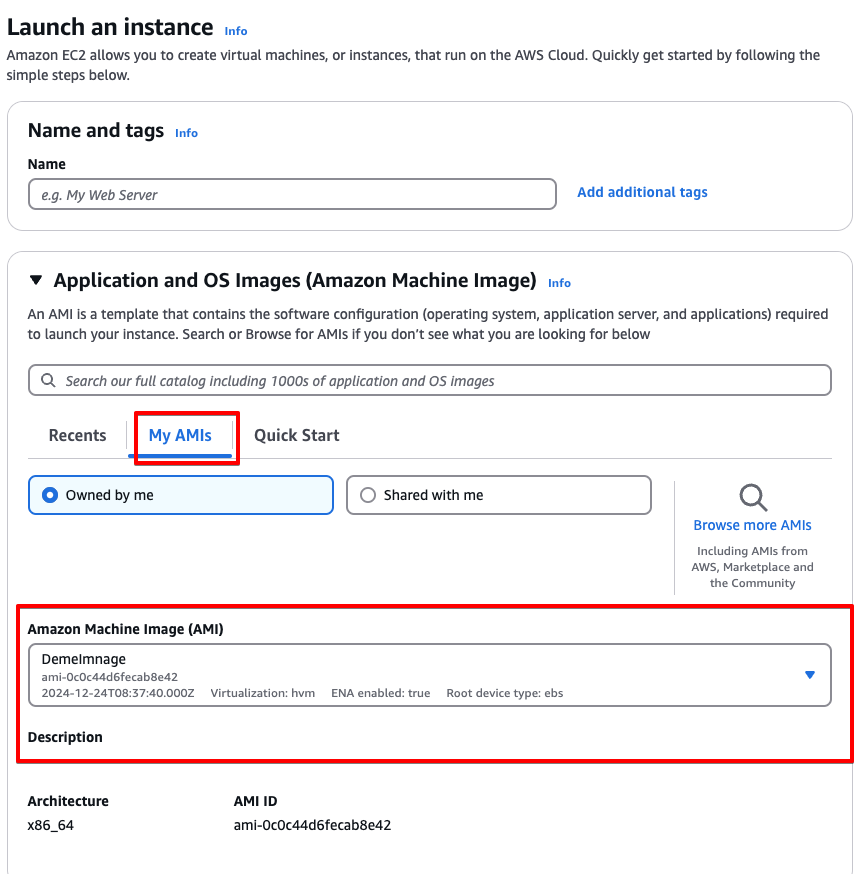 Launch an instance Info
Amazon EC2 allows you to create virtual machines, or instances, that run on the AWS Cloud. Quickly get started by following the
simple steps below.
Name and tags Info
Name
e.g. My Web Server
Add additional tags
Application and OS Images (Amazon Machine Image) Info
An AMI is a template that contains the software configuration (operating system, application server, and applications) required
to launch your instance. Search or Browse for AMIs if you don't see what you are looking for below
Search our full catalog including 1000s of application and OS images
Recents My AMIs Quick Start
Owned by me
Shared with me
Browse more AMIs
Including AMIs from
AWS, Marketplace and
the Community
Amazon Machine Image (AMI)
DemeImnage
ami-0c0c44d6fecab8e42
2024-12-24T08:37:40.000Z Virtualization: hvm ENA enabled: true Root device type: ebs
Description
Architecture AMI ID
x86_64 ami-0c0c44d6fecab8e42